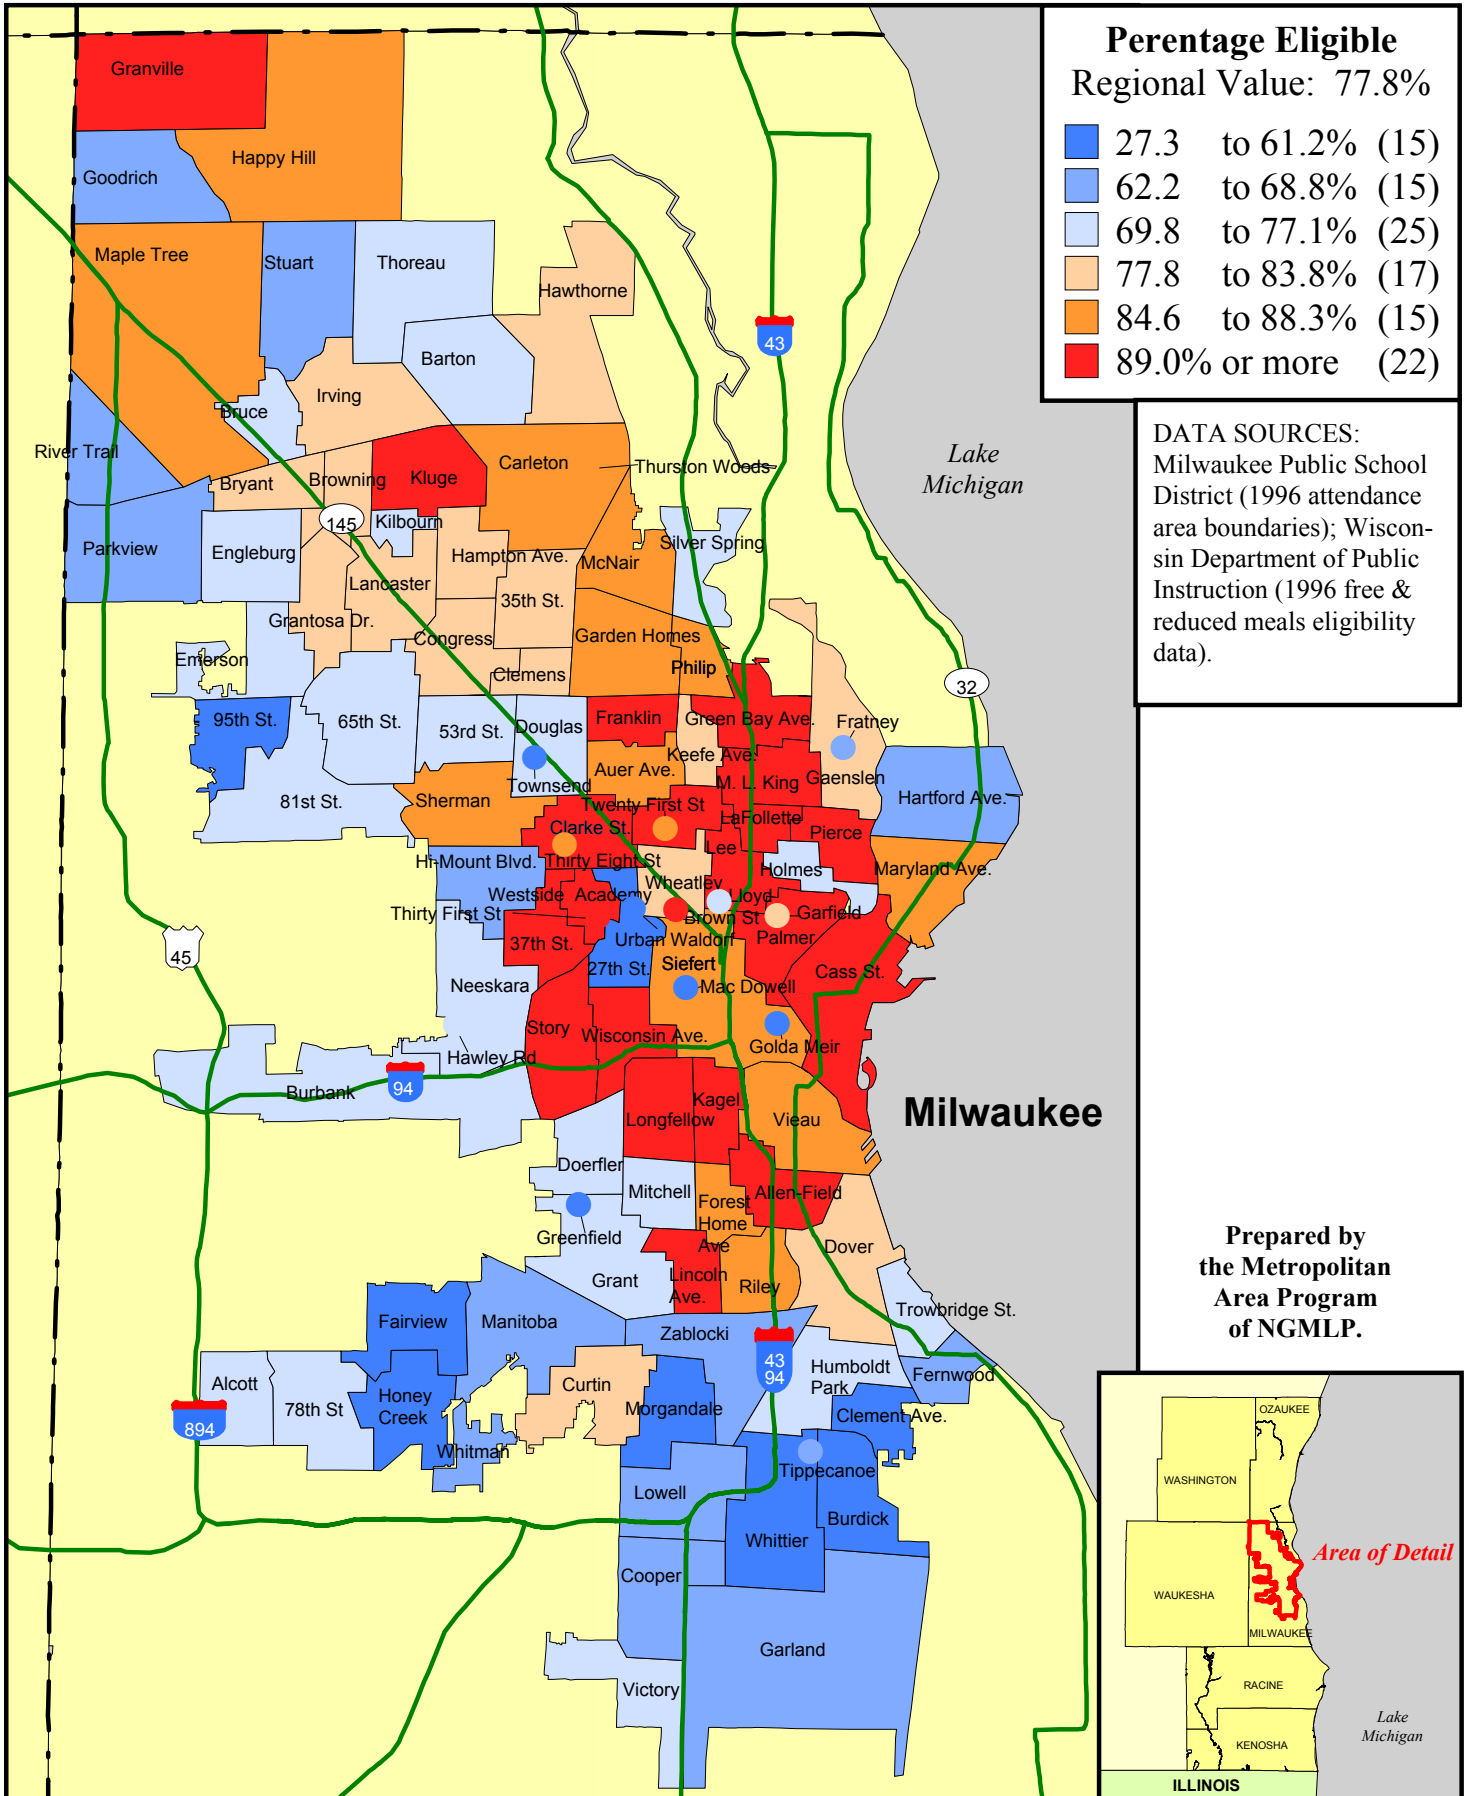 Perentage Eligible
Regional Value: 77.8%
27.3 to 61.2% (15)
62.2 to 68.8% (15)
69.8 to 77.1% (25)
77.8 to 83.8% (17)
84.6 to 88.3% (15)
89.0% or more (22)
DATA SOURCES:
Milwaukee Public School
District (1996 attendance
area boundaries); Wiscon-
sin Department of Public
Instruction (1996 free &
reduced meals eligibility
data).
Granville
Happy Hill
Goodrich
Maple Tree
Stuart
Thoreau
Hawthorne
43
Barton
Irving
Bruce
River Trail
Lake
Michigan
Carleton
Thurston Woods
Bryant
Browning
Kluge
145
Kilbourn
Silver Spring
Parkview
Engleburg
Hampton Ave.
McNair
Lancaster
35th St.
Grantosa Dr.
Congress
Garden Homes
Emerson
Clemens
Philip
32
95th St.
65th St.
53rd St.
Douglas
Franklin
Green Bay Ave.
Fratney
Keefe Ave.
Auer Ave.
Townsend
M. L. King
Gaenslen
Hartford Ave.
81st St.
Sherman
Twenty First St
LaFollette
Clarke St.
Pierce
Lee
Hi-Mount Blvd.
Thirty Eight St
Holmes
Maryland Ave.
Wheatley
Westside
Academy
Lloyd
Thirty First St
Brown St
Garfield
37th St.
Urban Waldorf
Palmer
45
27th St.
Siefert
Cass St.
Neeskara
Mac Dowell
Story
Wisconsin Ave.
Golda Meir
Hawley Rd
94
Burbank
Kagel
Longfellow
Vieau
Milwaukee
Doerfler
Mitchell
Allen-Field
Forest
Home
Ave
Greenfield
Dover
Grant
Lincoln
Ave.
Riley
Trowbridge St.
Fairview
Manitoba
Zablocki
43
94
Humboldt
Park
Fernwood
Alcott
78th St
Honey
Creek
Curtin
Morgandale
Clement Ave.
894
Whitman
Tippecanoe
Lowell
Burdick
Whittier
Cooper
Garland
Victory
Prepared by
the Metropolitan
Area Program
of NGMLP.
OZAUKEE
WASHINGTON
Area of Detail
WAUKESHA
MILWAUKEE
RACINE
Lake
Michigan
KENOSHA
ILLINOIS